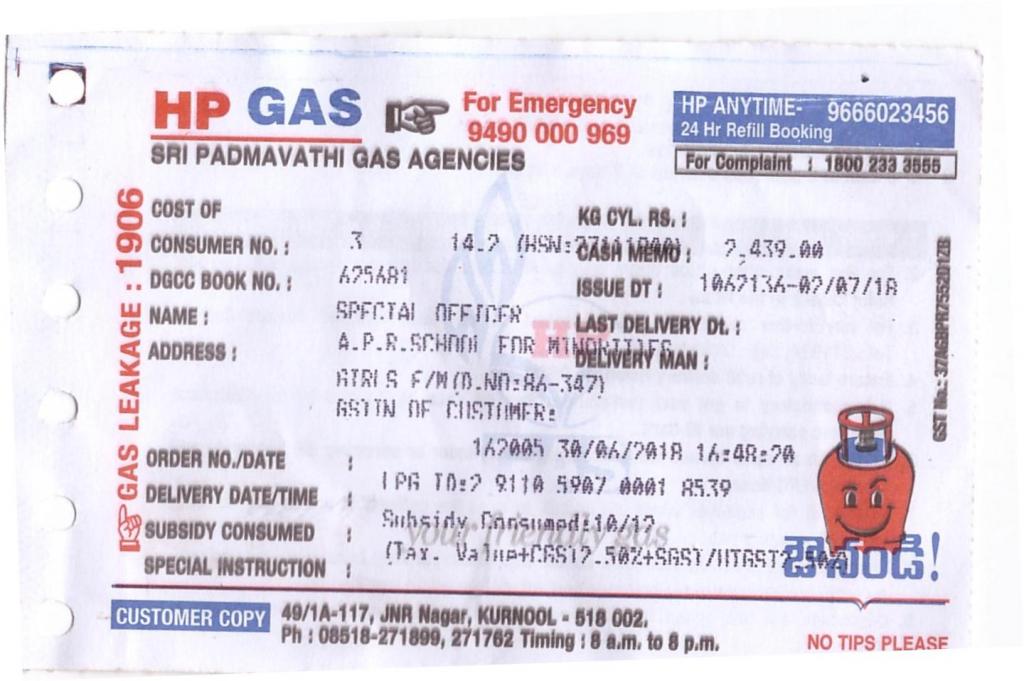 HP GAS
For Emergency
9490 000 969
HP ANYTIME- 9666023456
24 Hr Refill Booking
SRI PADMAVATHI GAS AGENCIES
For Complaint : 1800 233 3555
GAS LEAKAGE : 1906
COST OF KG CYL. RS. :
CONSUMER NO. : 3 14.2 (HSN:27111900) CASH MEMO : 2,439.00
DGCC BOOK NO. : 625681 ISSUE DT : 1062136-02/07/18
NAME : SPECIAL OFFICER LAST DELIVERY Dt. :
ADDRESS : A.P.R.SCHOOL FOR MINORITIES DELIVERY MAN :
GIRLS E/M(D.NO:86-347)
GSTIN OF CUSTOMER:
ORDER NO./DATE : 162005 30/06/2018 16:48:20
DELIVERY DATE/TIME : LPG ID:2 9110 5907 0001 8539
SUBSIDY CONSUMED : Subsidy Consumed:10/12
your friendly gas
SPECIAL INSTRUCTION : (Tax. Value+CGST2.50%+SGST/UTGST2.50%)
CUSTOMER COPY
49/1A-117, JNR Nagar, KURNOOL - 518 002.
Ph : 08518-271899, 271762 Timing : 8 a.m. to 8 p.m.
NO TIPS PLEASE